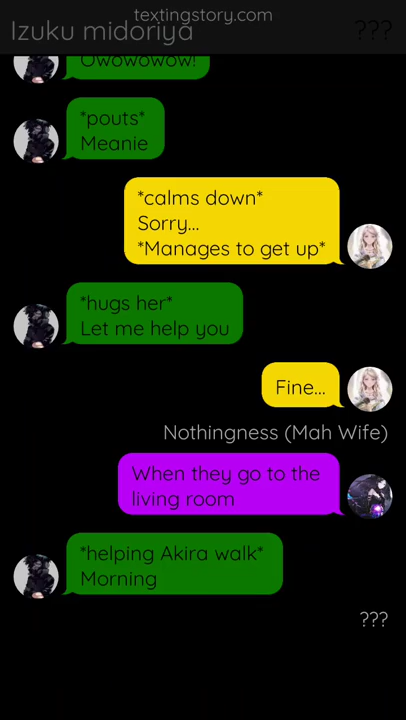 textingstory.com
Izuku midoriya
???
Owowowow!
*pouts*
Meanie
*calms down*
Sorry...
*Manages to get up*
*hugs her*
Let me help you
Fine...
Nothingness (Mah Wife)
When they go to the
living room
*helping Akira walk*
Morning
???